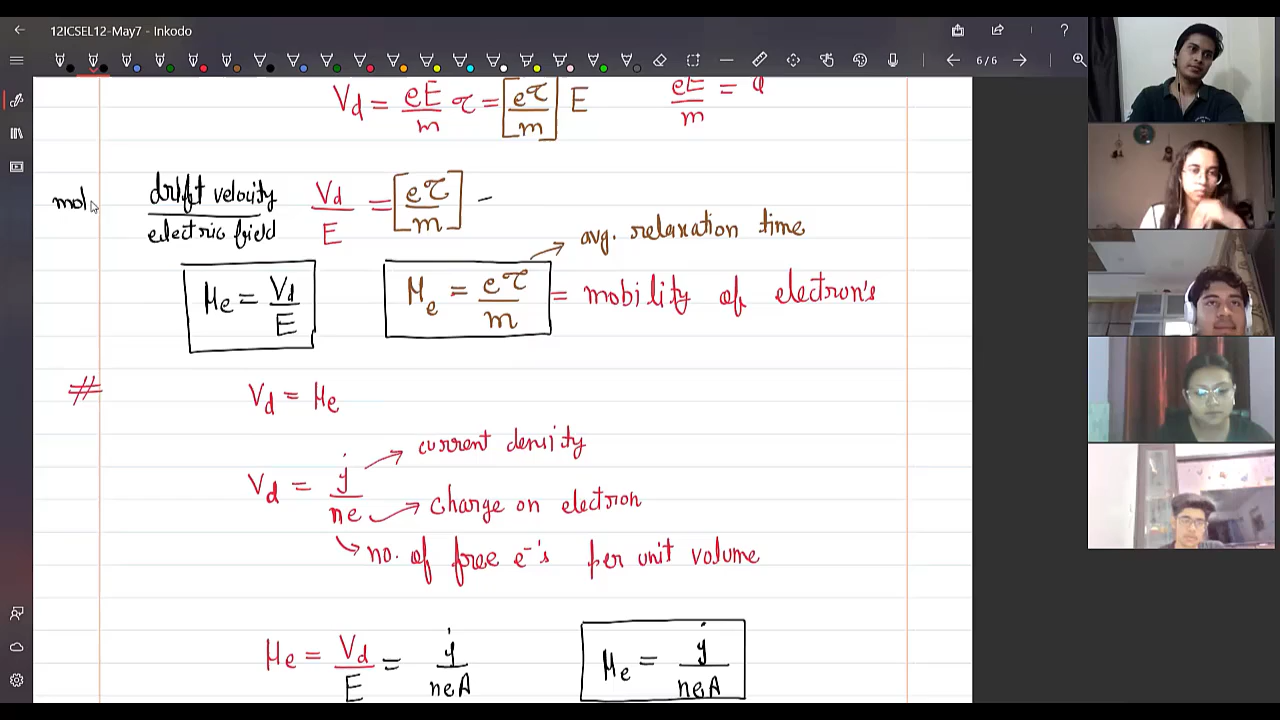 12ICSEL12-May7 - Inkodo
6/6
Vd = eE/m τ = [eτ/m] E eE/m = a
mol drift velocity/electric field Vd/E = [eτ/m] -
avg. relaxation time
μe = Vd/E μe = eτ/m = mobility of electron's
# Vd = μe
current density
Vd = j/ne charge on electron
no. of free e⁻'s per unit volume
μe = Vd/E = j/neA μe = j/neA